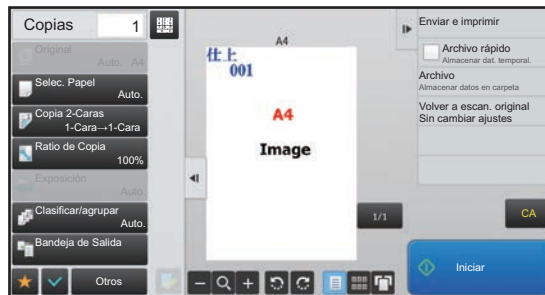 Copias 1
Original
Auto. A4
Selec. Papel
Auto.
Copia 2-Caras
1-Cara→1-Cara
Ratio de Copia
100%
Exposición
Auto.
Clasificar/agrupar
Auto.
Bandeja de Salida
Otros
A4
仕上
001
A4
Image
1/1
Enviar e imprimir
Archivo rápido
Almacenar dat. temporal.
Archivo
Almacenar datos en carpeta
Volver a escan. original
Sin cambiar ajustes
CA
Iniciar